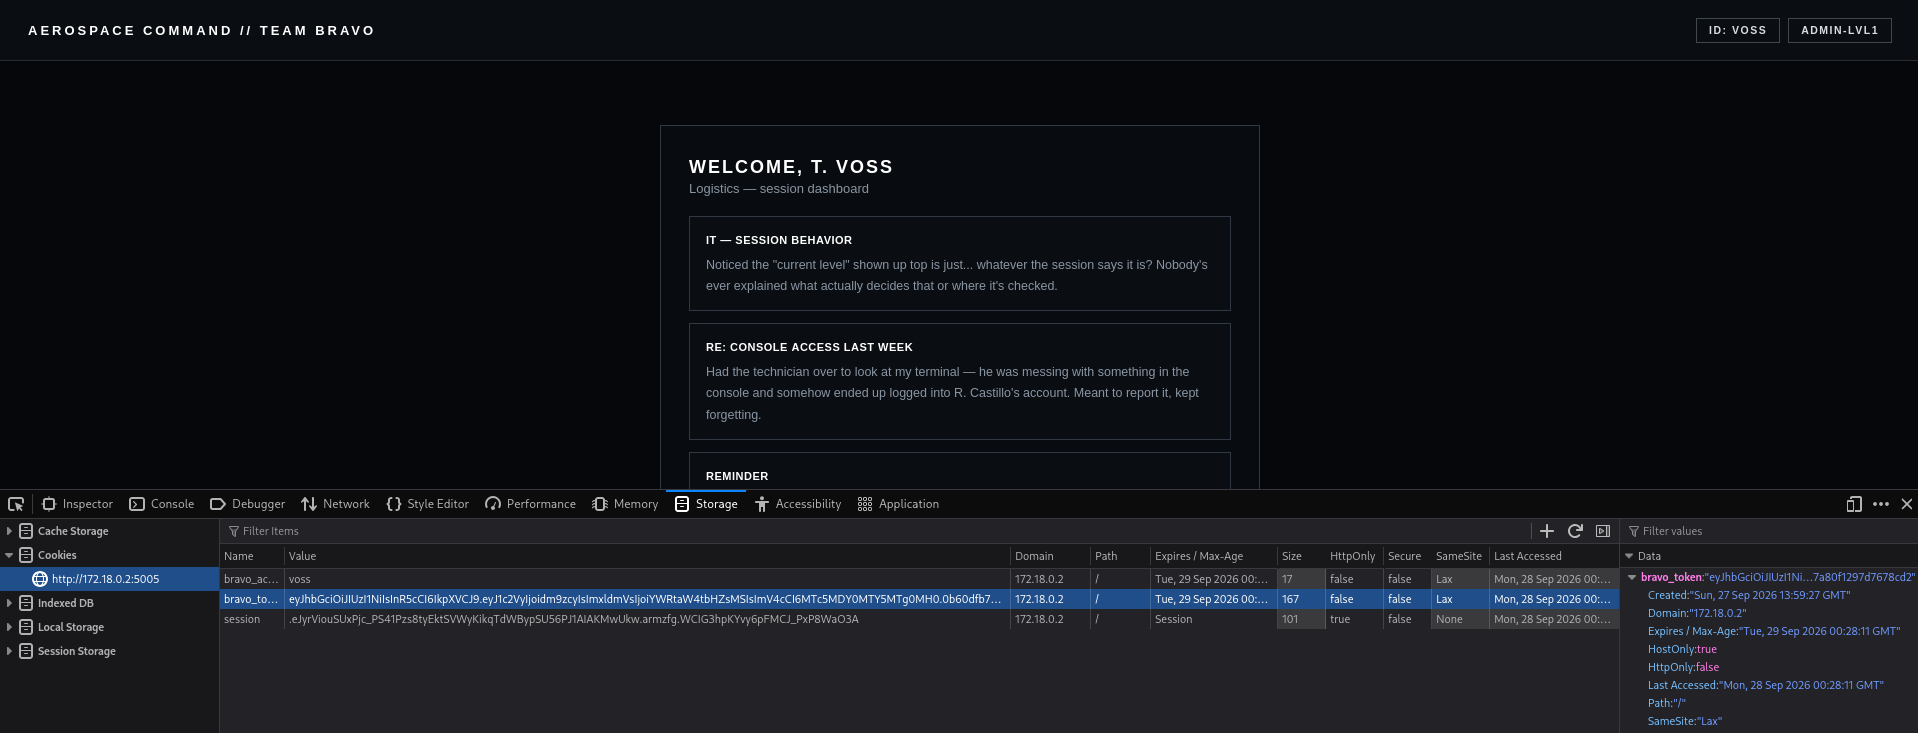 AEROSPACE COMMAND // TEAM BRAVO
ID: VOSS
ADMIN-LVL1
WELCOME, T. VOSS
Logistics — session dashboard
IT — SESSION BEHAVIOR
Noticed the "current level" shown up top is just... whatever the session says it is? Nobody's
ever explained what actually decides that or where it's checked.
RE: CONSOLE ACCESS LAST WEEK
Had the technician over to look at my terminal — he was messing with something in the
console and somehow ended up logged into R. Castillo's account. Meant to report it, kept
forgetting.
REMINDER
Inspector Console Debugger Network Style Editor Performance Memory Storage Accessibility Application
Cache Storage
Cookies
http://172.18.0.2:5005
Indexed DB
Local Storage
Session Storage
Filter Items
Name Value Domain Path Expires / Max-Age Size HttpOnly Secure SameSite Last Accessed
bravo_ac... voss 172.18.0.2 / Tue, 29 Sep 2026 00:... 17 false false Lax Mon, 28 Sep 2026 00:...
bravo_to... 172.18.0.2 / Tue, 29 Sep 2026 00:... 167 false false Lax Mon, 28 Sep 2026 00:...
session 172.18.0.2 / Session 101 true false None Mon, 28 Sep 2026 00:...
Filter values
Data
bravo_token:"eyJhbGciOiJIUzI1Ni...7a80f1297d7678cd2"
Created:"Sun, 27 Sep 2026 13:59:27 GMT"
Domain:"172.18.0.2"
Expires / Max-Age:"Tue, 29 Sep 2026 00:28:11 GMT"
HostOnly:true
HttpOnly:false
Last Accessed:"Mon, 28 Sep 2026 00:28:11 GMT"
Path:"/"
SameSite:"Lax"